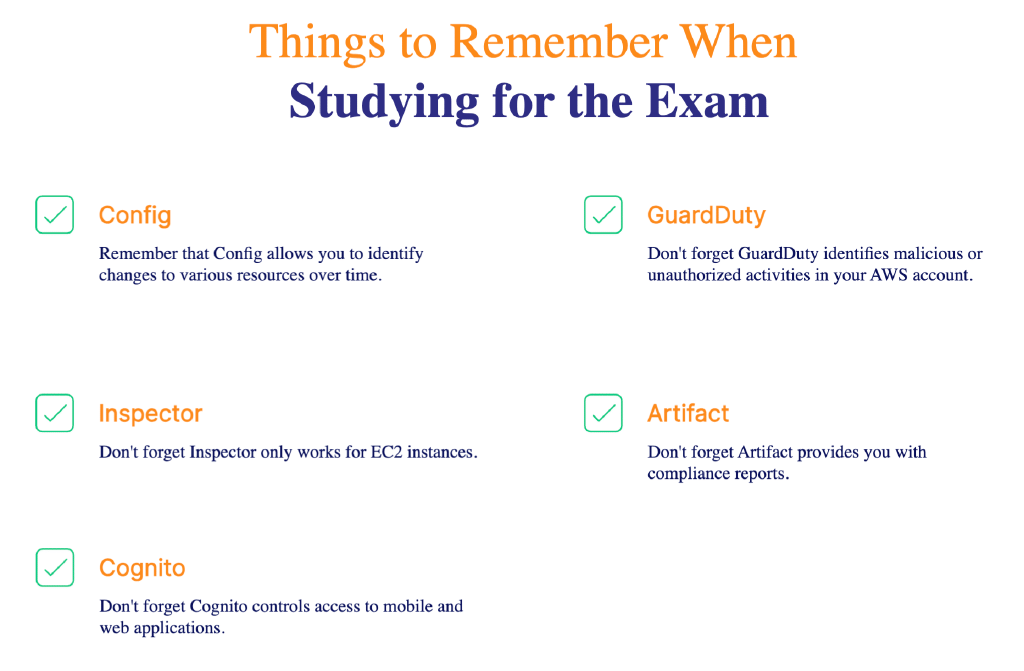 Things to Remember When
Studying for the Exam
Config
Remember that Config allows you to identify
changes to various resources over time.
GuardDuty
Don't forget GuardDuty identifies malicious or
unauthorized activities in your AWS account.
Inspector
Don't forget Inspector only works for EC2 instances.
Artifact
Don't forget Artifact provides you with
compliance reports.
Cognito
Don't forget Cognito controls access to mobile and
web applications.